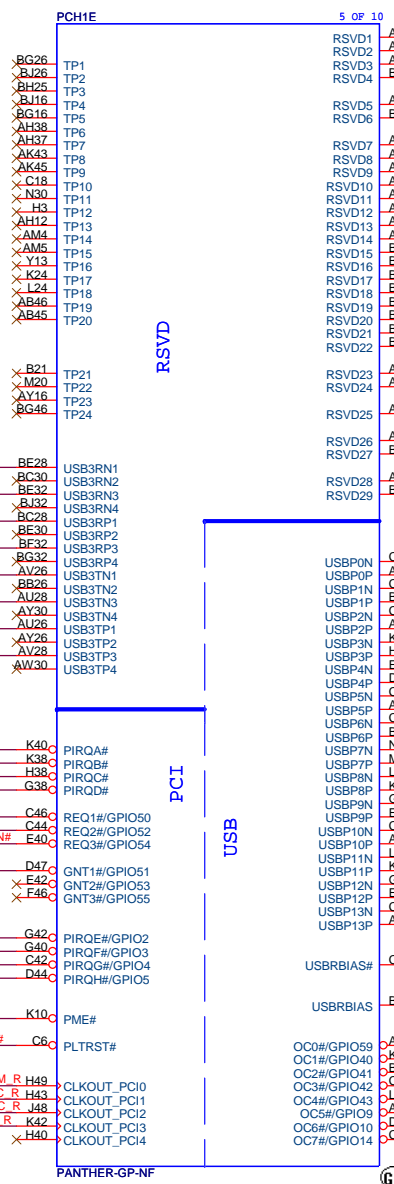 PCH1E 5 OF 10
RSVD1
RSVD2
BG26 TP1 RSVD3
BJ26 TP2 RSVD4
BH25 TP3
BJ16 TP4 RSVD5
BG16 TP5 RSVD6
AH38 TP6
AH37 TP7 RSVD7
AK43 TP8 RSVD8
AK45 TP9 RSVD9
C18 TP10 RSVD10
N30 TP11 RSVD11
H3 TP12 RSVD12
AH12 TP13 RSVD13
AM4 TP14 RSVD14
AM5 TP15 RSVD15
Y13 TP16 RSVD16
K24 TP17 RSVD17
L24 TP18 RSVD18
AB46 TP19 RSVD19
AB45 TP20 RSVD20
RSVD21
RSVD22
RSVD
B21 TP21 RSVD23
M20 TP22 RSVD24
AY16 TP23
BG46 TP24 RSVD25
RSVD26
RSVD27
BE28 USB3RN1
BC30 USB3RN2 RSVD28
BE32 USB3RN3 RSVD29
BJ32 USB3RN4
BC28 USB3RP1
BE30 USB3RP2
BF32 USB3RP3
BG32 USB3RP4 USBP0N
AV26 USB3TN1 USBP0P
BB26 USB3TN2 USBP1N
AU28 USB3TN3 USBP1P
AY30 USB3TN4 USBP2N
AU26 USB3TP1 USBP2P
AY26 USB3TP2 USBP3N
AV28 USB3TP3 USBP3P
AW30 USB3TP4 USBP4N
USBP4P
USBP5N
USBP5P
USBP6N
USBP6P
K40 PIRQA# USBP7N
K38 PIRQB# USBP7P
H38 PIRQC# USBP8N
G38 PIRQD# USBP8P
PCI
USBP9N
C46 REQ1#/GPIO50 USBP9P
C44 REQ2#/GPIO52 USBP10N
N# E40 REQ3#/GPIO54 USBP10P
USB
USBP11N
D47 GNT1#/GPIO51 USBP11P
E42 GNT2#/GPIO53 USBP12N
F46 GNT3#/GPIO55 USBP12P
USBP13N
USBP13P
G42 PIRQE#/GPIO2
G40 PIRQF#/GPIO3
C42 PIRQG#/GPIO4 USBRBIAS#
D44 PIRQH#/GPIO5
USBRBIAS
K10 PME#
# C6 PLTRST# OC0#/GPIO59
OC1#/GPIO40
OC2#/GPIO41
M_R H49 CLKOUT_PCI0 OC3#/GPIO42
C_R H43 CLKOUT_PCI1 OC4#/GPIO43
C_R J48 CLKOUT_PCI2 OC5#/GPIO9
_R K42 CLKOUT_PCI3 OC6#/GPIO10
H40 CLKOUT_PCI4 OC7#/GPIO14
PANTHER-GP-NF
G